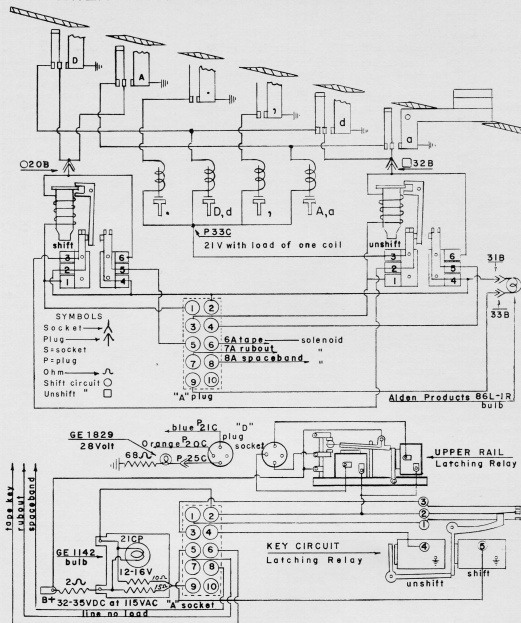 D
A
.
,
d
a
○20B
□32B
. D,d , A,a
P33C
21V with load of one coil
shift
unshift
3 6
2 5
1 4
3 6
2 5
1 4
31B
33B
SYMBOLS
Socket
Plug
S=socket
P=plug
Ohm
Shift circuit ○
Unshift " □
1 2
3 4
5 6
7 8
9 10
"A" plug
6A tape solenoid
7A rubout "
8A spaceband "
Alden Products 86L-1R
bulb
GE 1829
28Volt
blue P 21C
Orange P 20C
P 25C
68
"D"
plug
socket
UPPER RAIL
Latching Relay
3
2
1
tape key
rubout
spaceband
21CP
GE 1142
bulb
12-16V
10
15
2
B+
32-35VDC at 115VAC
line no load
1 2
3 4
5 6
7 8
9 10
"A" socket
KEY CIRCUIT
Latching Relay
4
5
unshift
shift